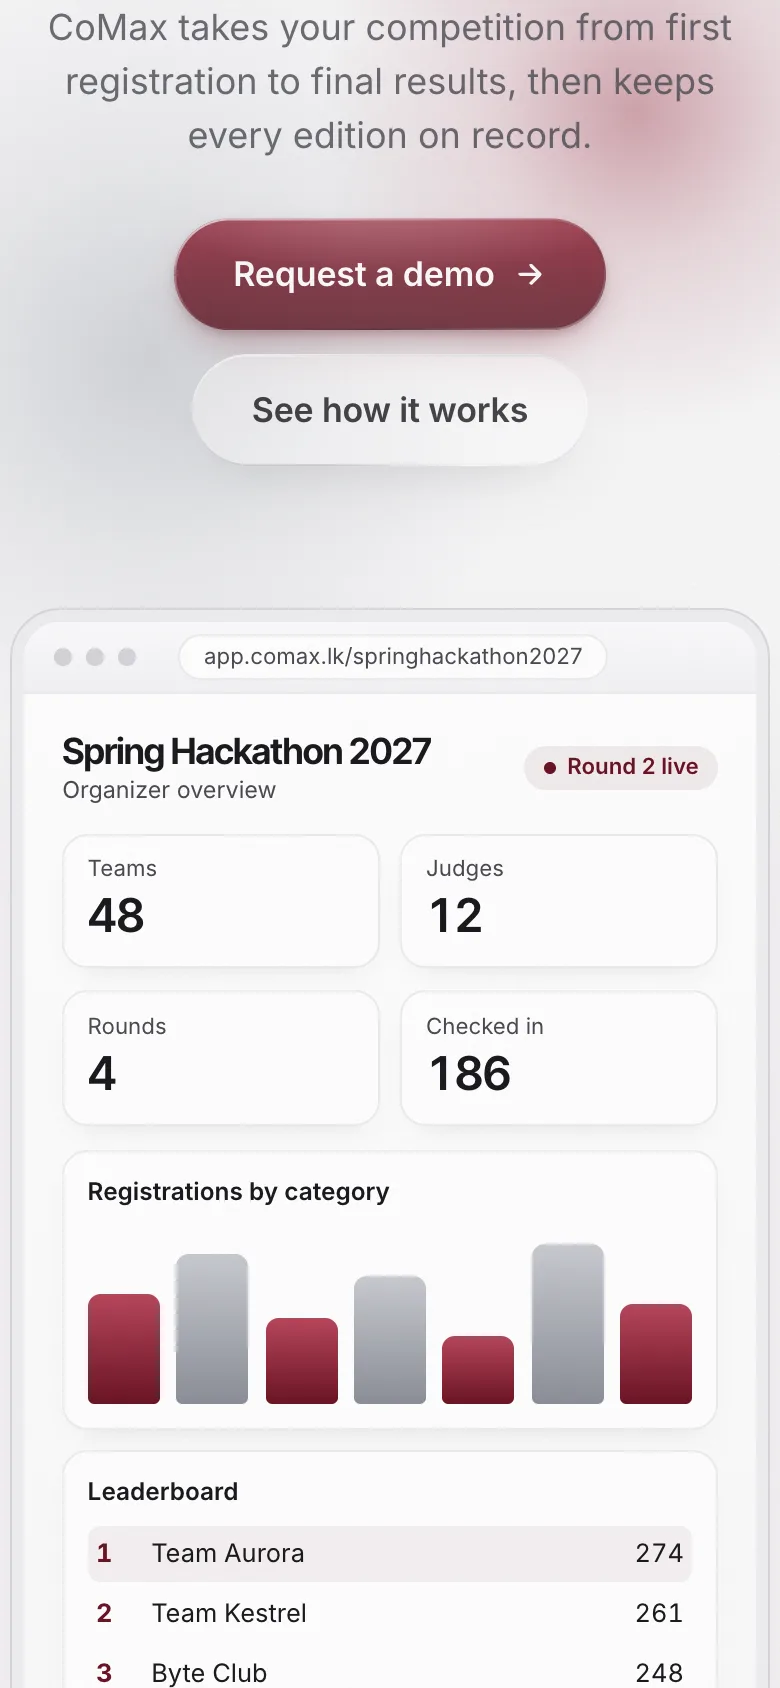 CoMax takes your competition from first
registration to final results, then keeps
every edition on record.
Request a demo →
See how it works
app.comax.lk/springhackathon2027
Spring Hackathon 2027
Round 2 live
Organizer overview
Teams
48
Judges
12
Rounds
4
Checked in
186
Registrations by category
Leaderboard
1 Team Aurora 274
2 Team Kestrel 261
3 Byte Club 248